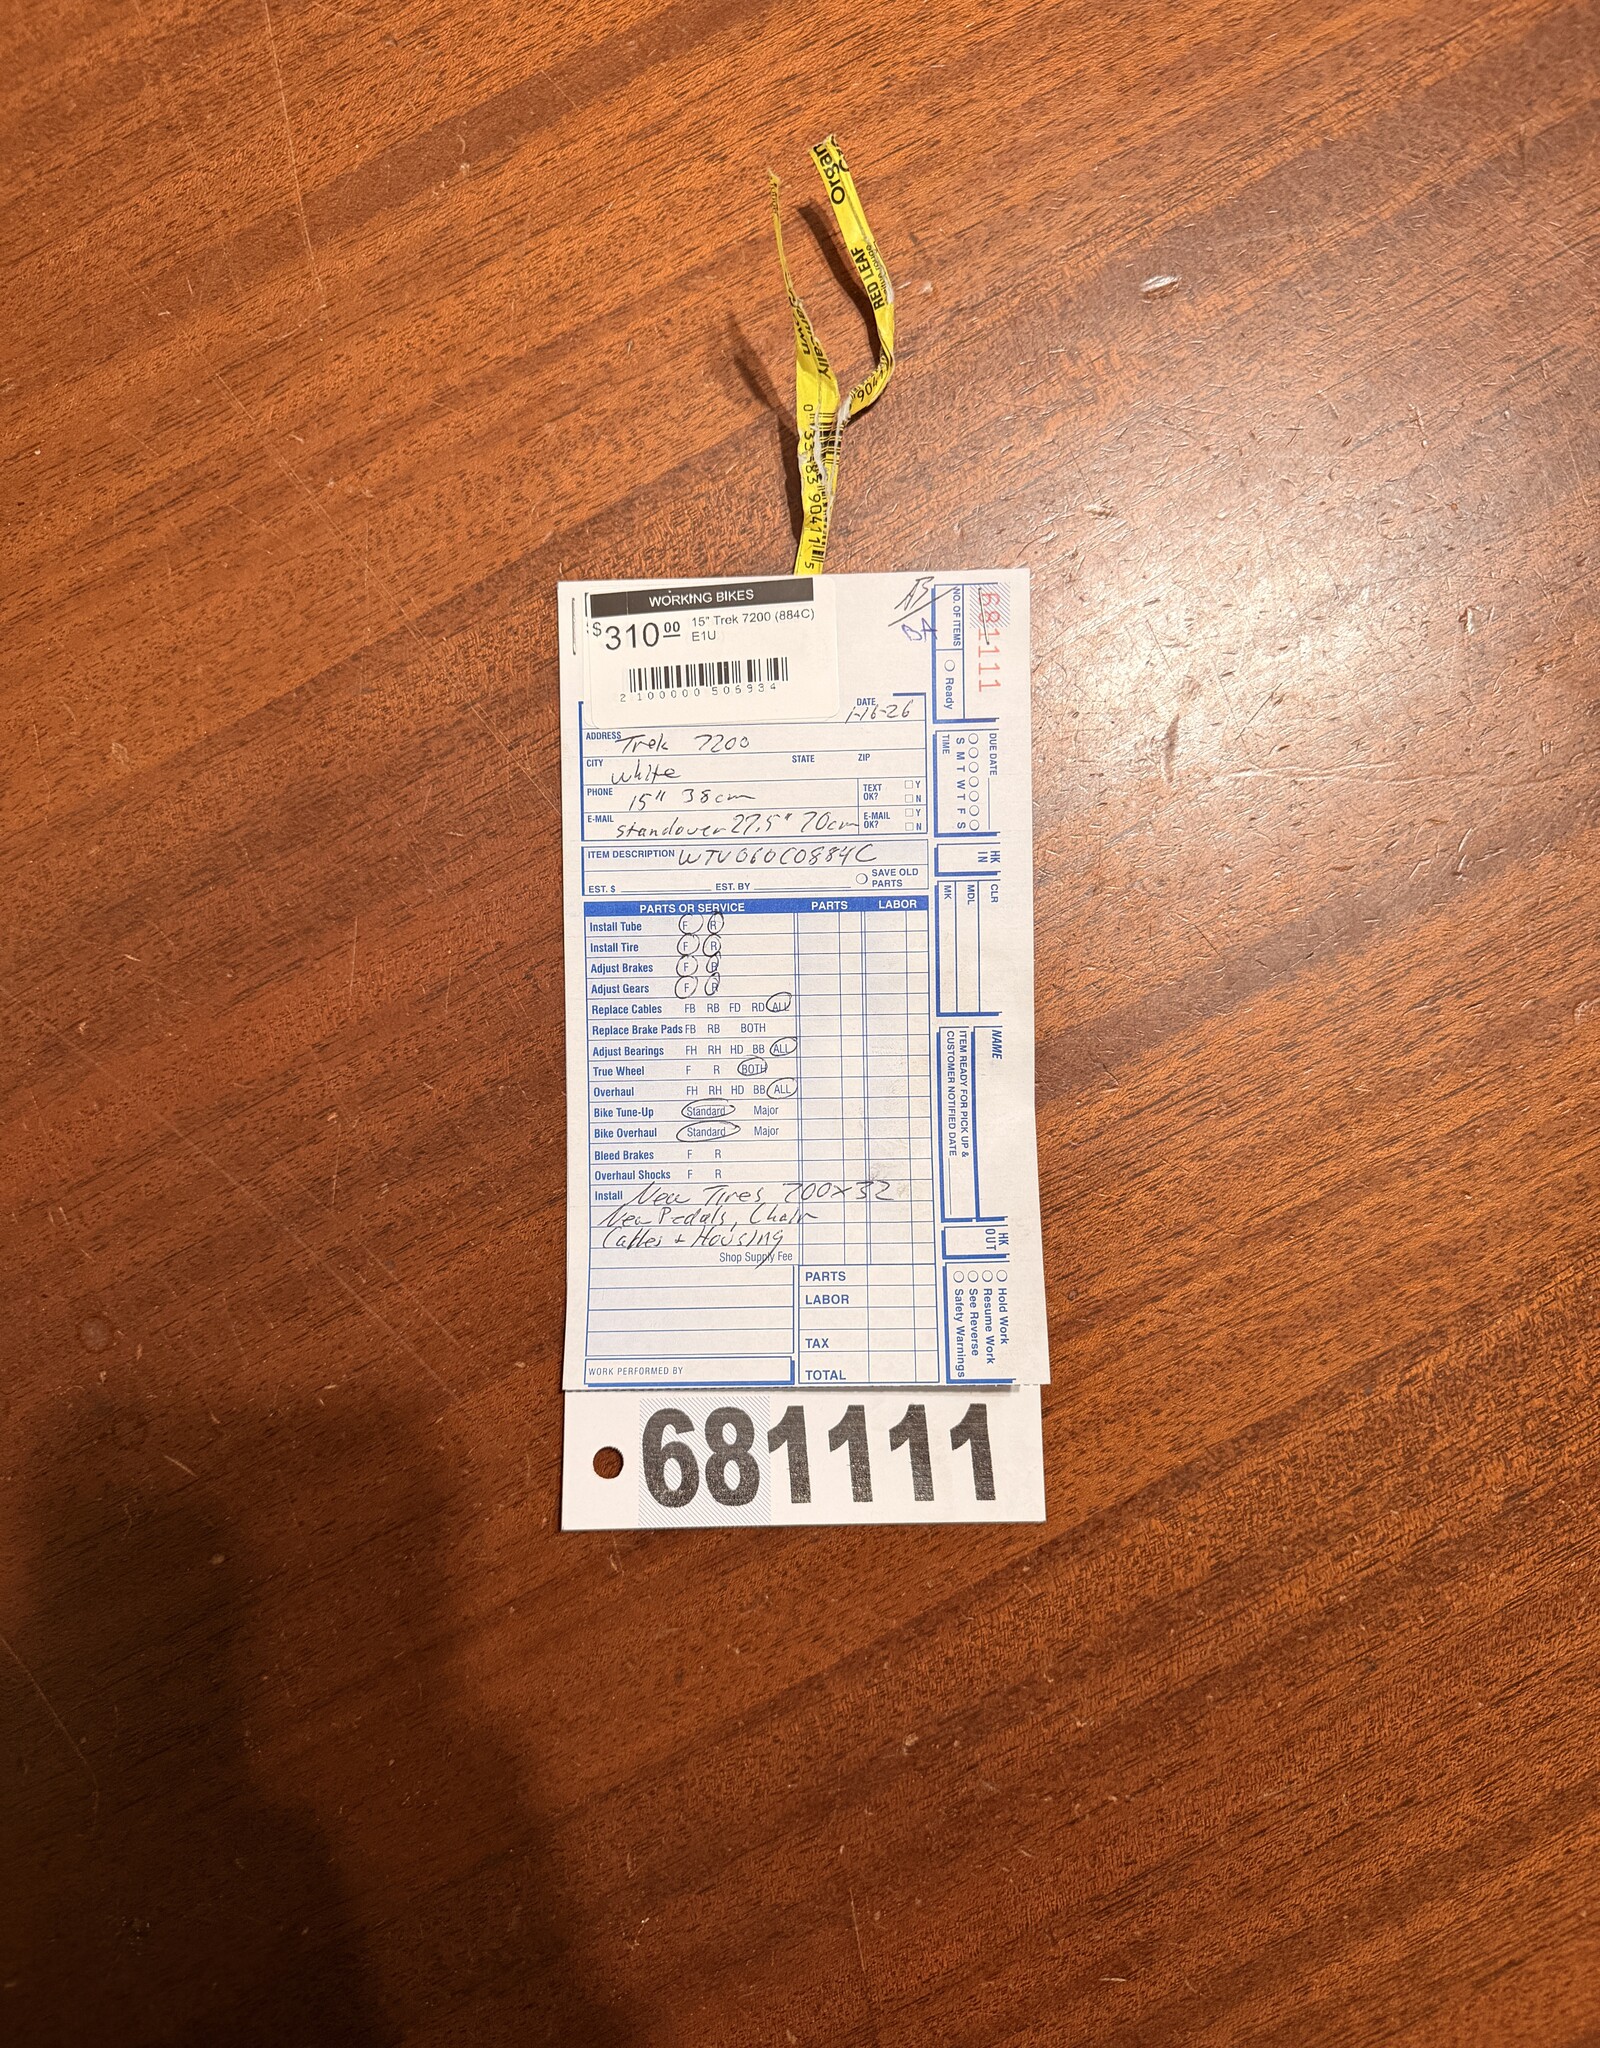 Organ
RED LEAF
0 33383 90411 5
WORKING BIKES
$310.00 15" Trek 7200 (884C)
E1U
2 100000 506934
DATE 1-16-26
ADDRESS Trek 7200
CITY white STATE ZIP
PHONE 15" 38cm TEXT OK? Y N
E-MAIL standover 27.5" 70cm E-MAIL OK? Y N
ITEM DESCRIPTION WTU060C0884C
EST. $ EST. BY SAVE OLD PARTS
PARTS OR SERVICE PARTS LABOR
Install Tube F R
Install Tire F R
Adjust Brakes F R
Adjust Gears F R
Replace Cables FB RB FD RD ALL
Replace Brake Pads FB RB BOTH
Adjust Bearings FH RH HD BB ALL
True Wheel F R BOTH
Overhaul FH RH HD BB ALL
Bike Tune-Up Standard Major
Bike Overhaul Standard Major
Bleed Brakes F R
Overhaul Shocks F R
Install New Tires 700x32
New Pedals, Chain
Cables + Housing
Shop Supply Fee
PARTS
LABOR
TAX
WORK PERFORMED BY
TOTAL
681111
NO. OF ITEMS Ready
DUE DATE
S M T W T F S
TIME
HK IN
CLR
MDL
MK
NAME
ITEM READY FOR PICK UP &
CUSTOMER NOTIFIED DATE
HK OUT
Hold Work
Resume Work
See Reverse
Safety Warnings
681111